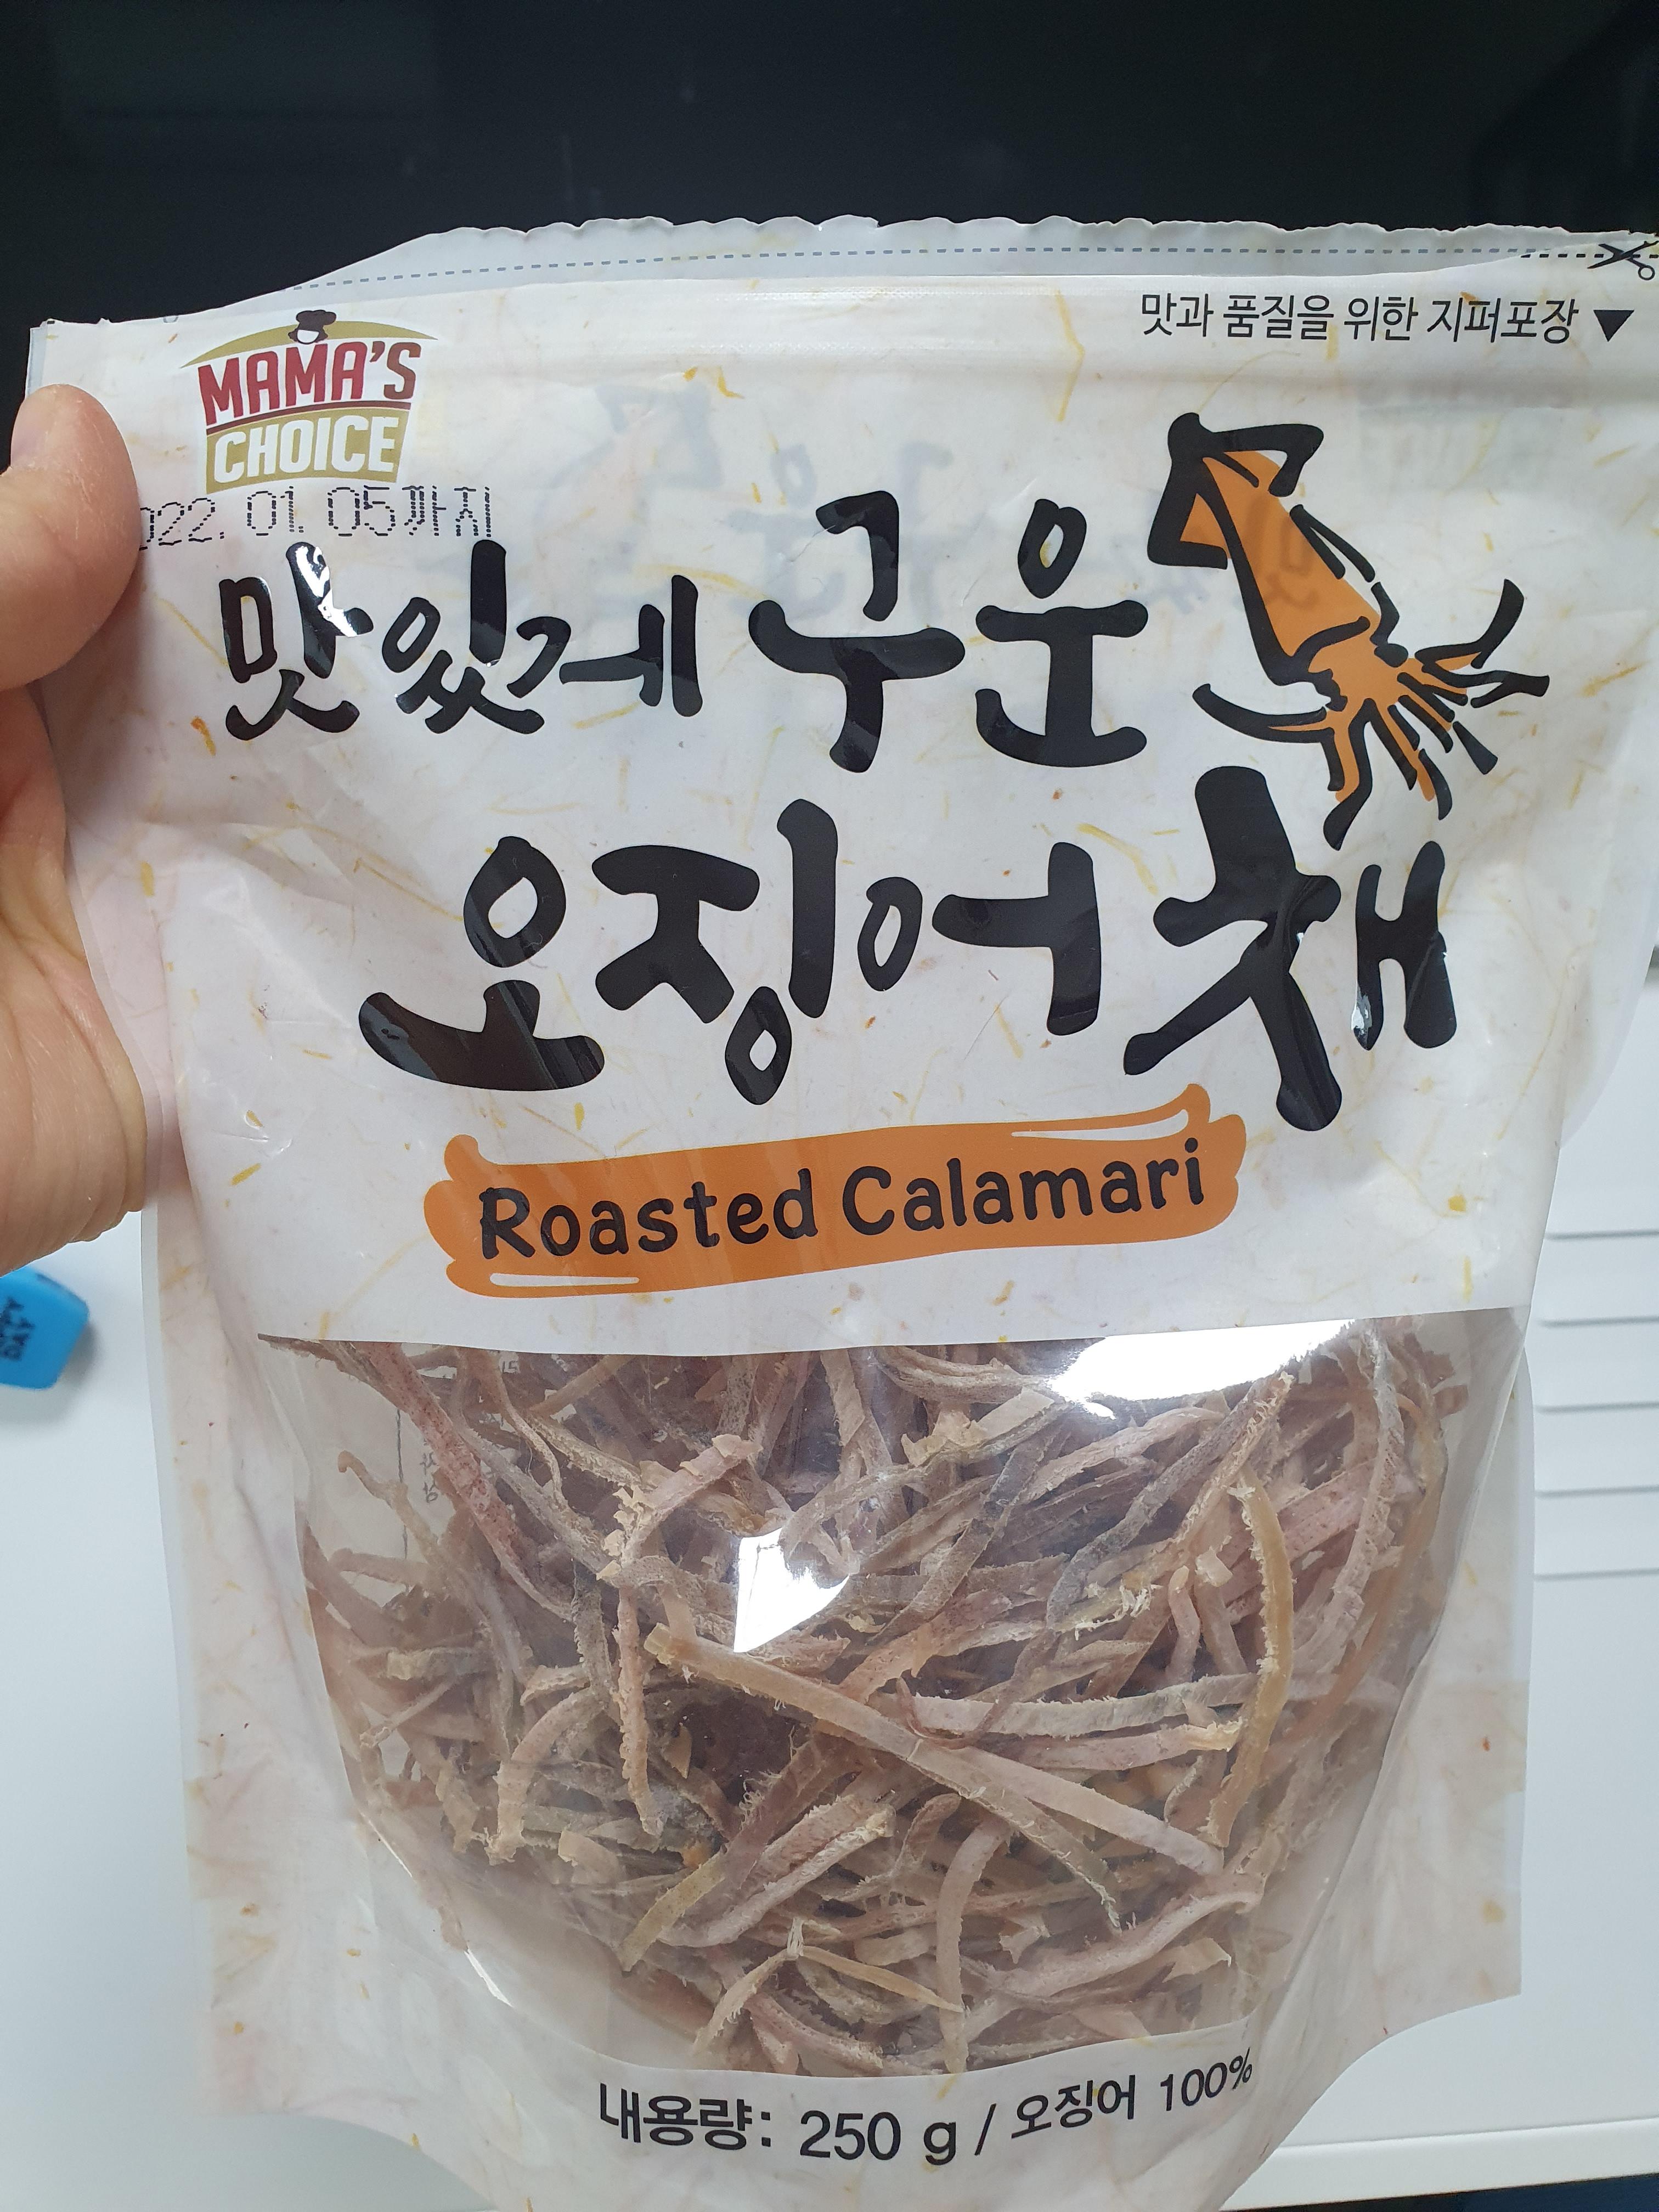 맛과 품질을 위한 지퍼포장 ▼
MAMA'S
CHOICE
022. 01. 05까지
맛있게 구운
오징어채
Roasted Calamari
내용량: 250 g / 오징어 100%